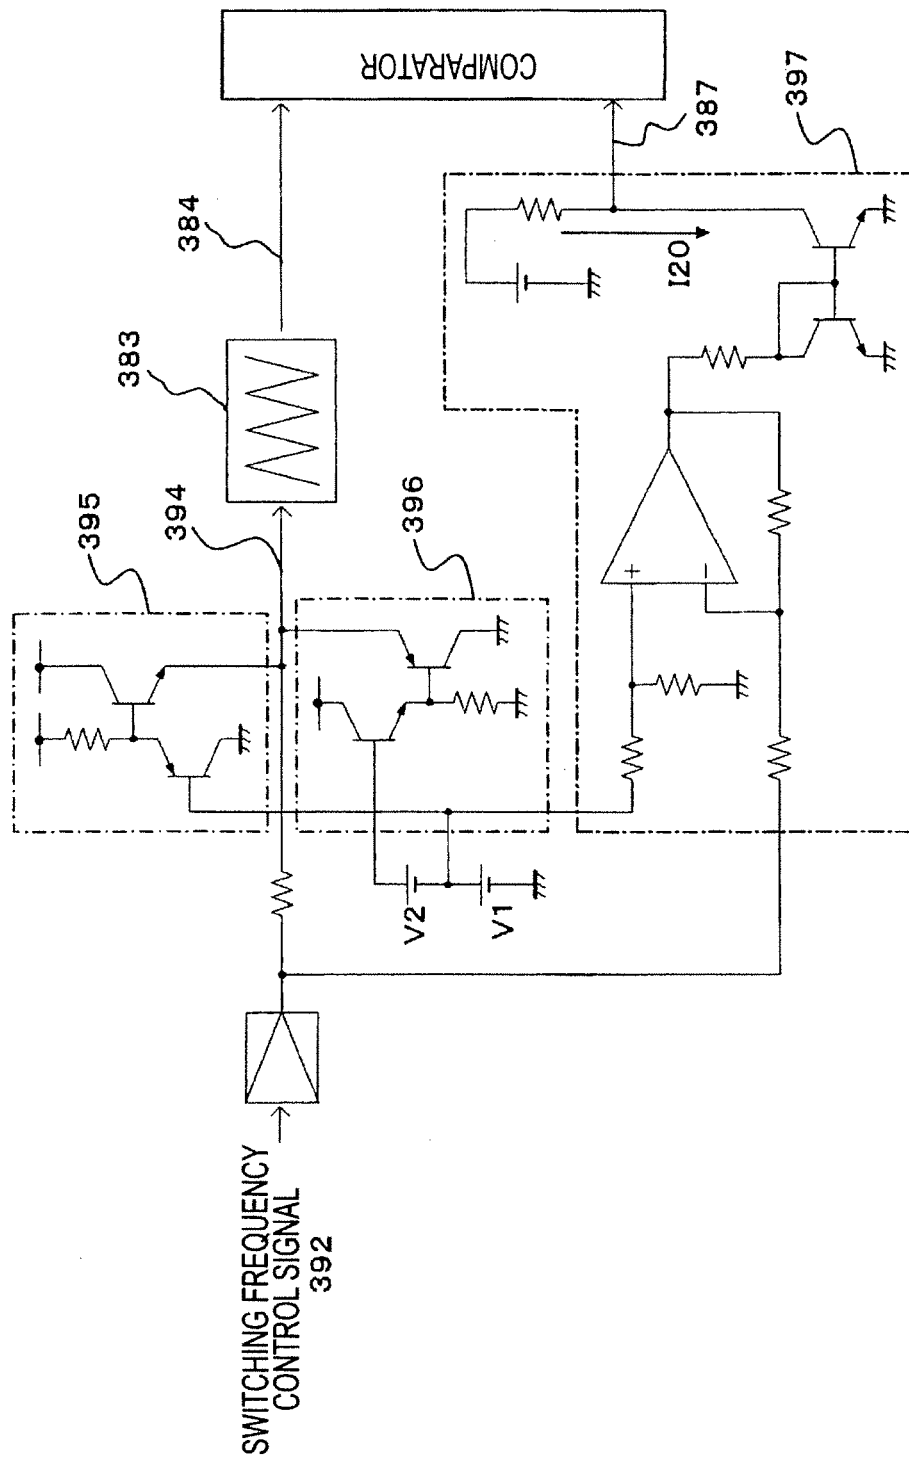 SWITCHING FREQUENCY
CONTROL SIGNAL
392
V2
V1
395
394
396
383
384
COMPARATOR
387
397
I20
+
−